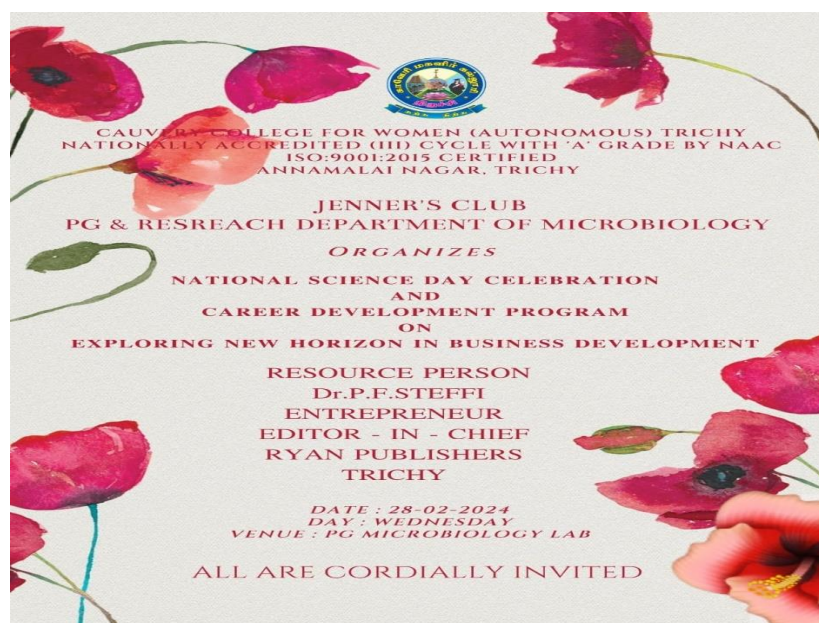 காவேரி மகளிர் கல்லூரி
CAUVERY COLLEGE FOR WOMEN (AUTONOMOUS) TRICHY
NATIONALLY ACCREDITED (III) CYCLE WITH 'A' GRADE BY NAAC
ISO:9001:2015 CERTIFIED
ANNAMALAI NAGAR, TRICHY
JENNER'S CLUB
PG & RESREACH DEPARTMENT OF MICROBIOLOGY
ORGANIZES
NATIONAL SCIENCE DAY CELEBRATION
AND
CAREER DEVELOPMENT PROGRAM
ON
EXPLORING NEW HORIZON IN BUSINESS DEVELOPMENT
RESOURCE PERSON
Dr.P.F.STEFFI
ENTREPRENEUR
EDITOR - IN - CHIEF
RYAN PUBLISHERS
TRICHY
DATE : 28-02-2024
DAY : WEDNESDAY
VENUE : PG MICROBIOLOGY LAB
ALL ARE CORDIALLY INVITED